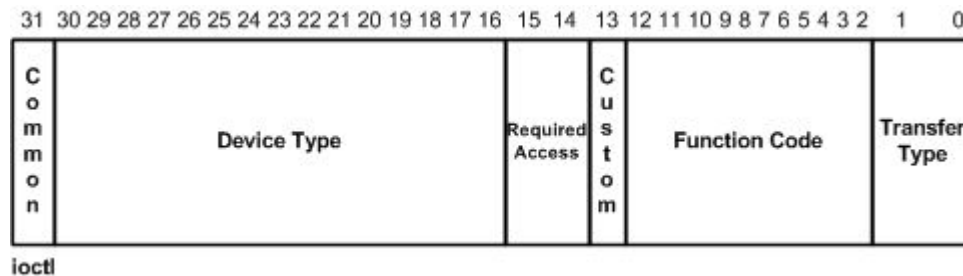 31 30 29 28 27 26 25 24 23 22 21 20 19 18 17 16 15 14 13 12 11 10 9 8 7 6 5 4 3 2 1 0
Common
Device Type
Required
Access
Custom
Function Code
Transfer
Type
ioctl